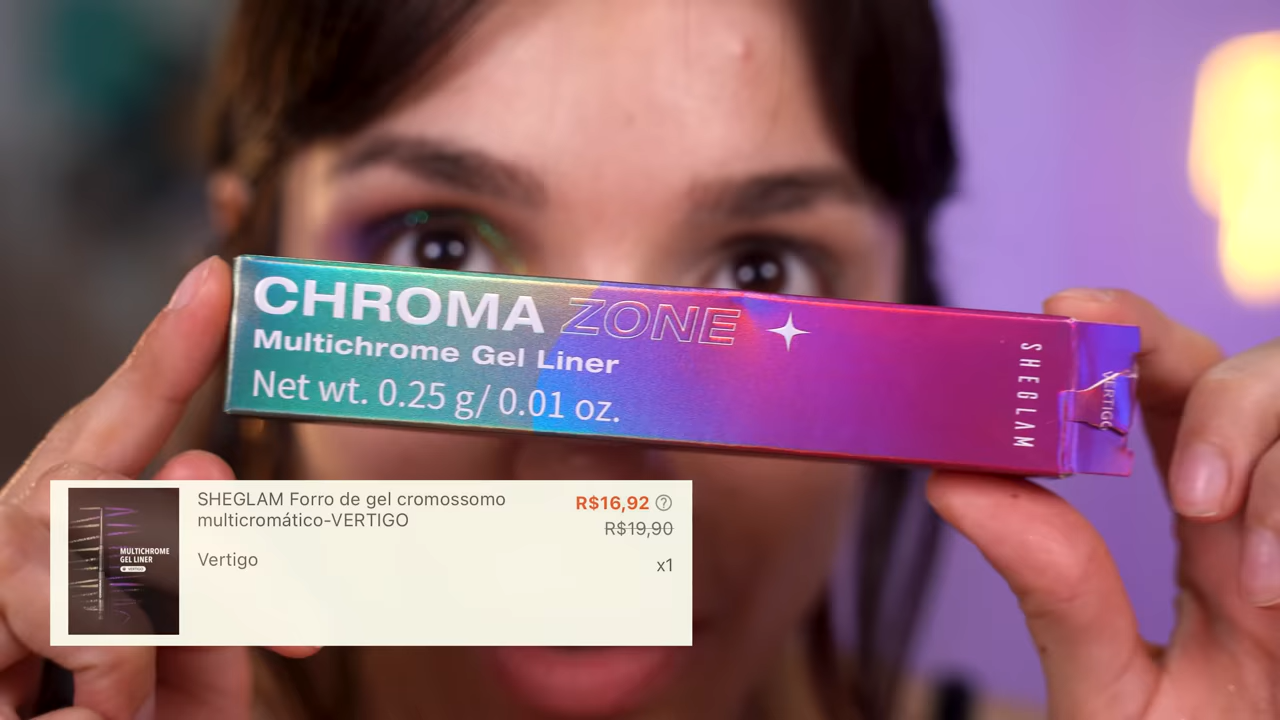 CHROMA ZONE
Multichrome Gel Liner
Net wt. 0.25 g/ 0.01 oz.
SHEGLAM
VERTIGO
SHEGLAM Forro de gel cromossomo
multicromático-VERTIGO
Vertigo
R$16,92 ?
R$19,90
x1
MULTICHROME
GEL LINER
VERTIGO